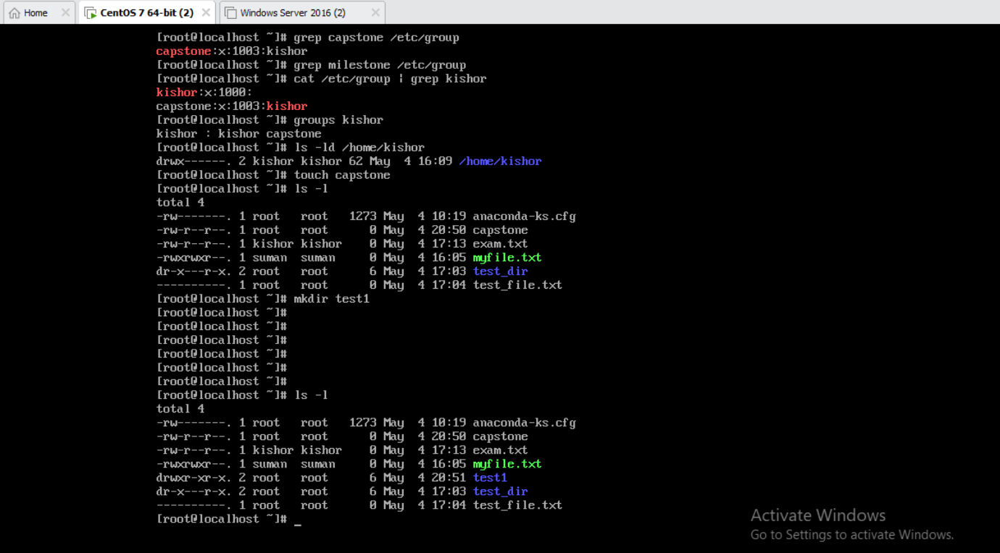 Home
CentOS 7 64-bit (2)
Windows Server 2016 (2)
[root@localhost ~]# grep capstone /etc/group
capstone:x:1003:kishor
[root@localhost ~]# grep milestone /etc/group
[root@localhost ~]# cat /etc/group | grep kishor
kishor:x:1000:
capstone:x:1003:kishor
[root@localhost ~]# groups kishor
kishor : kishor capstone
[root@localhost ~]# ls -ld /home/kishor
drwx------. 2 kishor kishor 62 May  4 16:09 /home/kishor
[root@localhost ~]# touch capstone
[root@localhost ~]# ls -l
total 4
-rw-------. 1 root   root   1273 May  4 10:19 anaconda-ks.cfg
-rw-r--r--. 1 root   root      0 May  4 20:50 capstone
-rw-r--r--. 1 kishor kishor    0 May  4 17:13 exam.txt
-rwxrwxr--. 1 suman  suman     0 May  4 16:05 myfile.txt
dr-x---r-x. 2 root   root      6 May  4 17:03 test_dir
----------. 1 root   root      0 May  4 17:04 test_file.txt
[root@localhost ~]# mkdir test1
[root@localhost ~]#
[root@localhost ~]#
[root@localhost ~]#
[root@localhost ~]#
[root@localhost ~]#
[root@localhost ~]#
[root@localhost ~]# ls -l
total 4
-rw-------. 1 root   root   1273 May  4 10:19 anaconda-ks.cfg
-rw-r--r--. 1 root   root      0 May  4 20:50 capstone
-rw-r--r--. 1 kishor kishor    0 May  4 17:13 exam.txt
-rwxrwxr--. 1 suman  suman     0 May  4 16:05 myfile.txt
drwxr-xr-x. 2 root   root      6 May  4 20:51 test1
dr-x---r-x. 2 root   root      6 May  4 17:03 test_dir
----------. 1 root   root      0 May  4 17:04 test_file.txt
[root@localhost ~]# _
Activate Windows
Go to Settings to activate Windows.